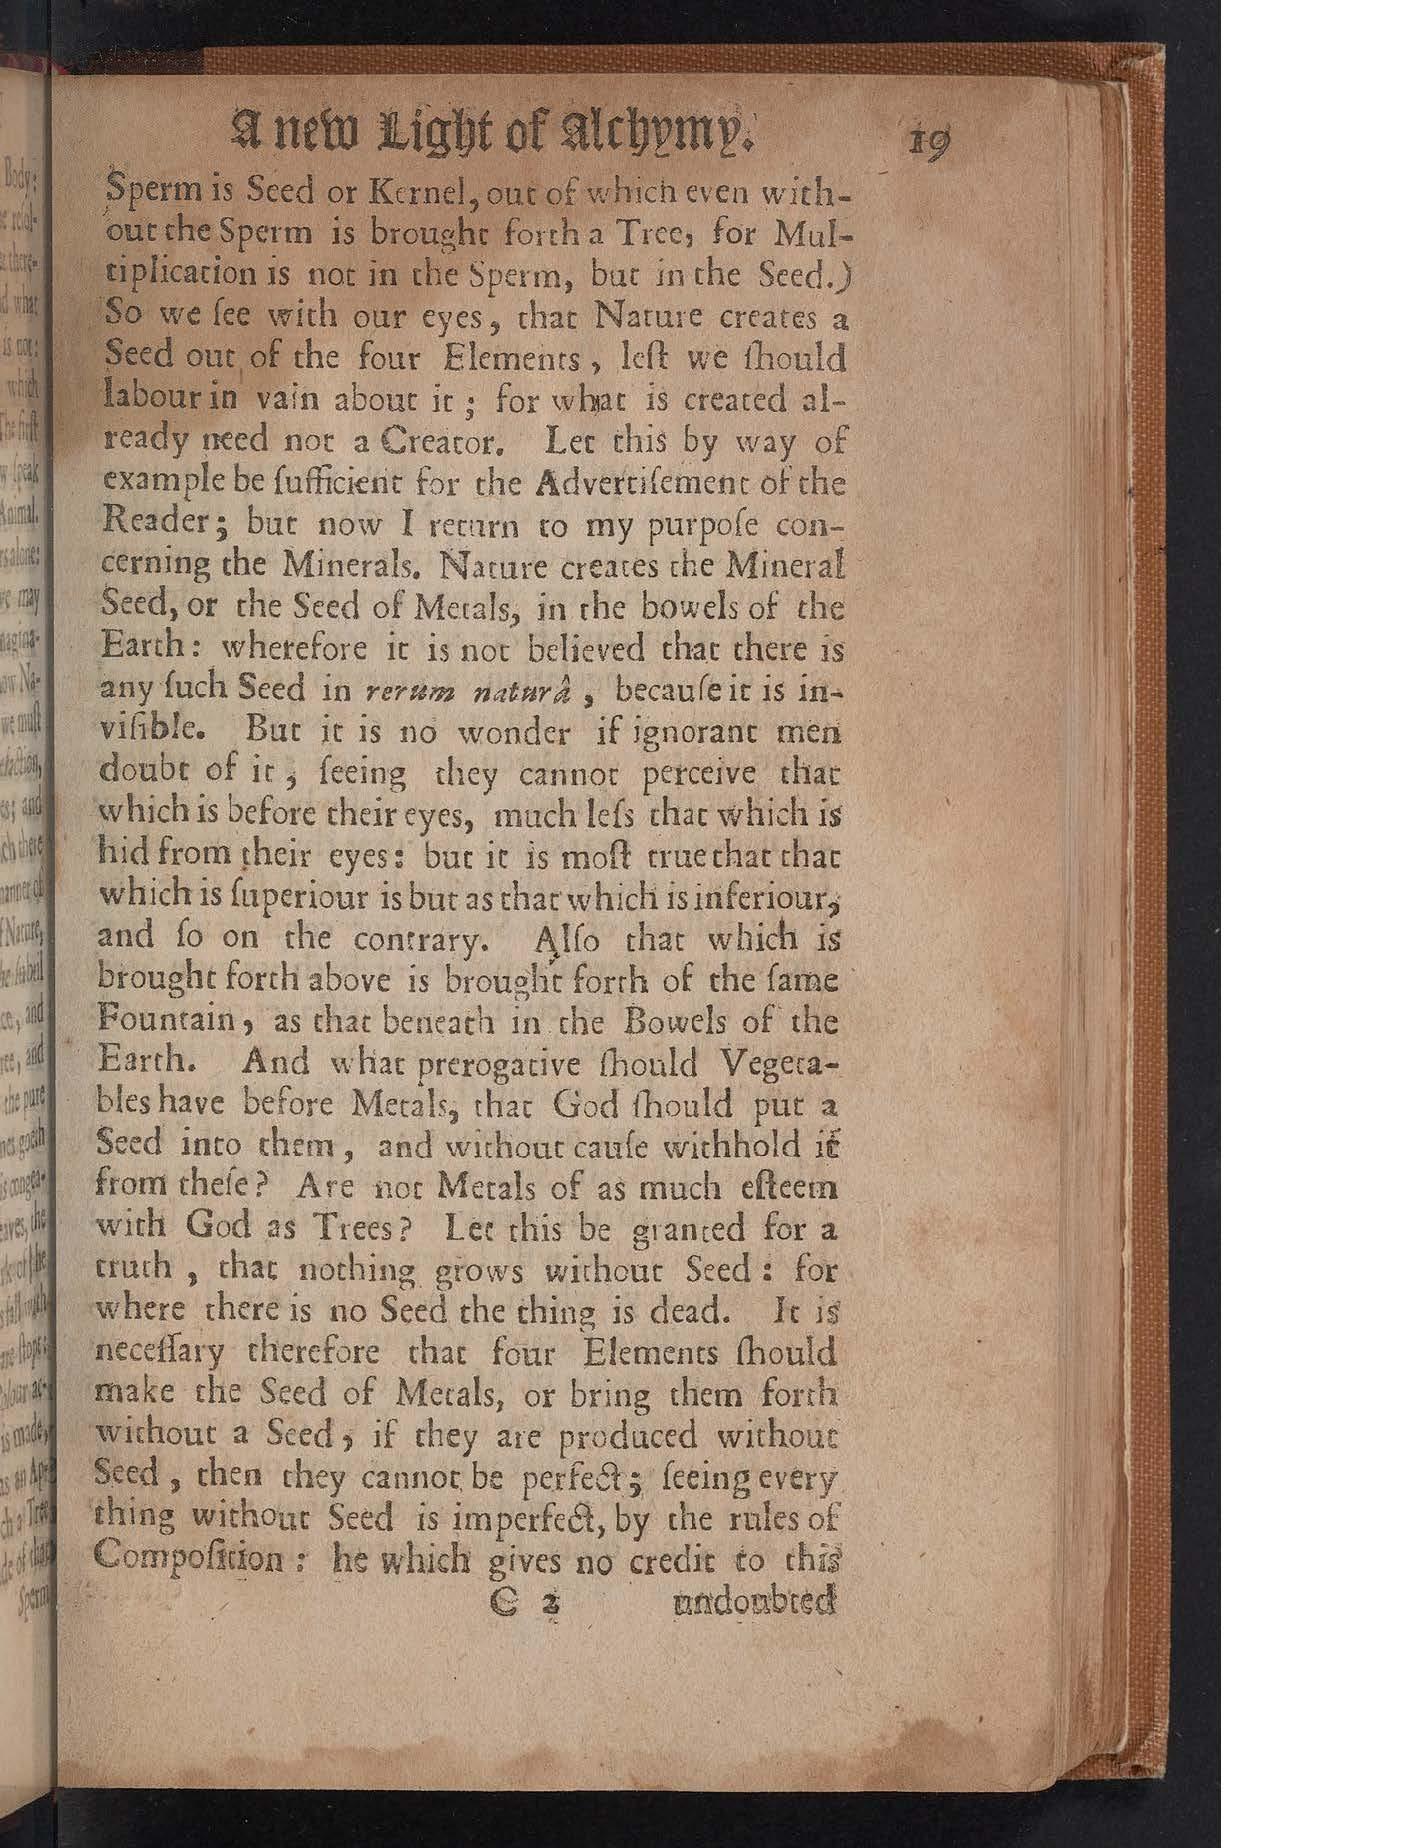 A new Light of Alchymy. 19
Sperm is Seed or Kernel, out of which even with-
out the Sperm is brought forth a Tree, for Mul-
tiplication is not in the Sperm, but in the Seed.)
So we ſee with our eyes, that Nature creates a
Seed out of the four Elements, leſt we ſhould
labour in vain about it; for what is created al-
ready need not a Creator. Let this by way of
example be ſufficient for the Advertiſement of the
Reader; but now I return to my purpoſe con-
cerning the Minerals. Nature creates the Mineral
Seed, or the Seed of Metals, in the bowels of the
Earth: wherefore it is not believed that there is
any ſuch Seed in rerum naturâ, becauſe it is in-
viſible. But it is no wonder if ignorant men
doubt of it, ſeeing they cannot perceive that
which is before their eyes, much leſs that which is
hid from their eyes: but it is moſt true that that
which is ſuperiour is but as that which is inferiour,
and ſo on the contrary. Alſo that which is
brought forth above is brought forth of the ſame
Fountain, as that beneath in the Bowels of the
Earth. And what prerogative ſhould Vegeta-
bles have before Metals, that God ſhould put a
Seed into them, and without cauſe withhold it
from theſe? Are not Metals of as much eſteem
with God as Trees? Let this be granted for a
truth, that nothing grows without Seed: for
where there is no Seed the thing is dead. It is
neceſſary therefore that four Elements ſhould
make the Seed of Metals, or bring them forth
without a Seed; if they are produced without
Seed, then they cannot be perfect; ſeeing every
thing without Seed is imperfect, by the rules of
Compoſition: he which gives no credit to this
C 2 undoubted